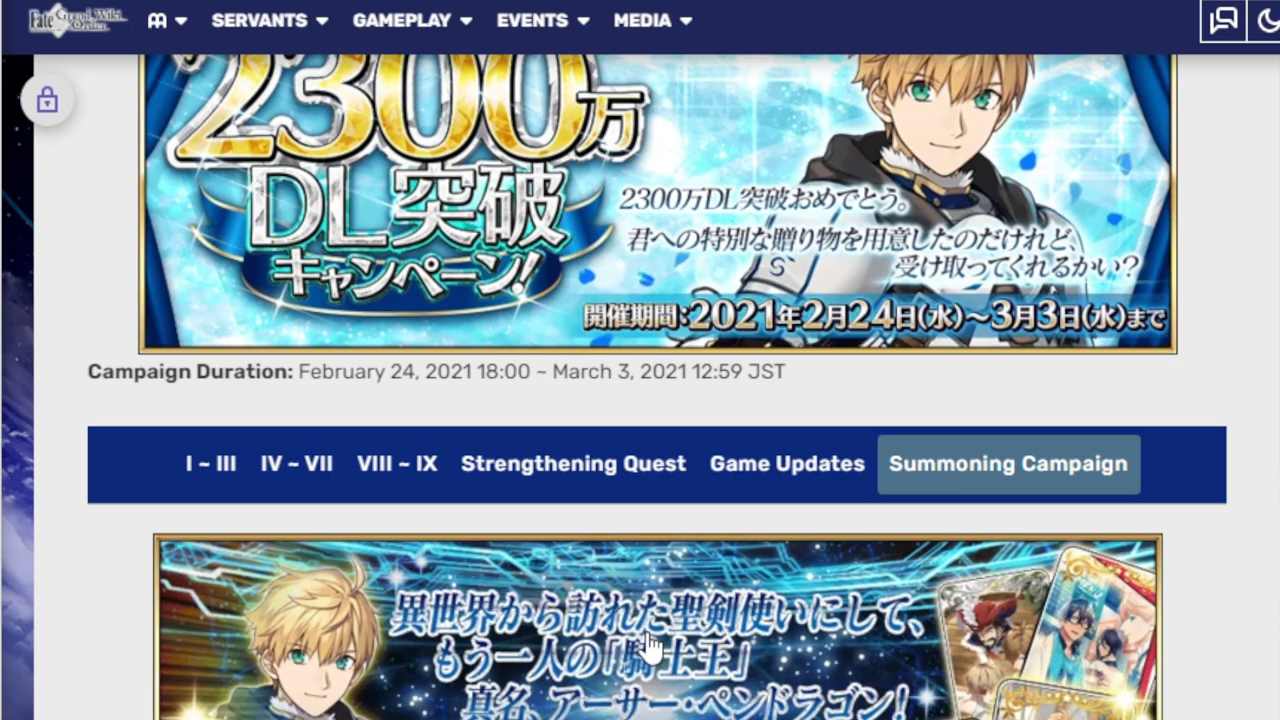 Fate Grand Wiki Order
SERVANTS GAMEPLAY EVENTS MEDIA
2300万
DL突破
キャンペーン!
2300万DL突破おめでとう。
君への特別な贈り物を用意したのだけれど、
受け取ってくれるかい?
開催期間:2021年2月24日(水)～3月3日(水)まで
Campaign Duration: February 24, 2021 18:00 ~ March 3, 2021 12:59 JST
I ~ III IV ~ VII VIII ~ IX Strengthening Quest Game Updates Summoning Campaign
異世界から訪れた聖剣使いにして、
もう一人の「騎士王」
真名、アーサー・ペンドラゴン!